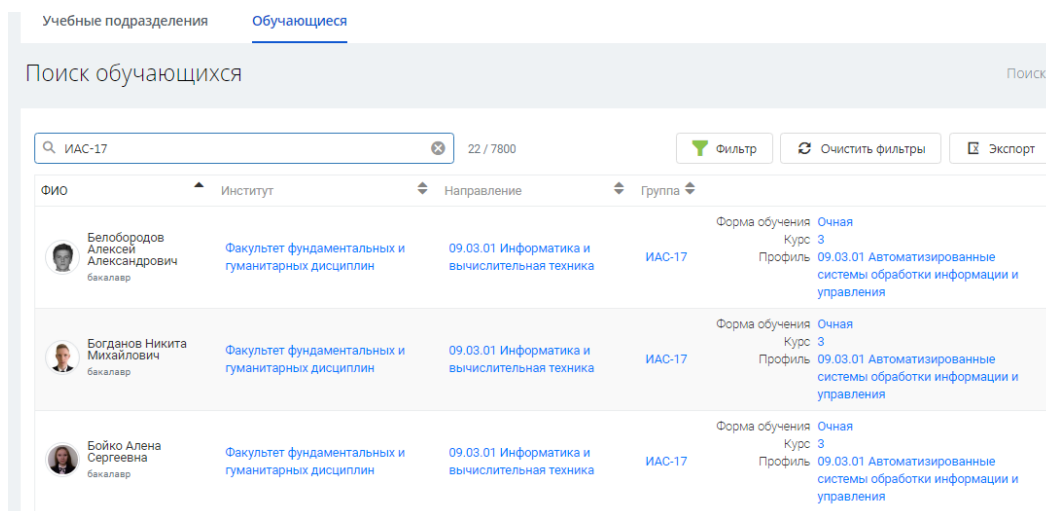 Учебные подразделения Обучающиеся
Поиск обучающихся Поиск
ИАС-17 22 / 7800 Фильтр Очистить фильтры Экспорт
ФИО Институт Направление Группа
Белобородов
Алексей
Александрович
бакалавр
Факультет фундаментальных и
гуманитарных дисциплин
09.03.01 Информатика и
вычислительная техника
ИАС-17
Форма обучения Очная
Курс 3
Профиль 09.03.01 Автоматизированные
системы обработки информации и
управления
Богданов Никита
Михайлович
бакалавр
Факультет фундаментальных и
гуманитарных дисциплин
09.03.01 Информатика и
вычислительная техника
ИАС-17
Форма обучения Очная
Курс 3
Профиль 09.03.01 Автоматизированные
системы обработки информации и
управления
Бойко Алена
Сергеевна
бакалавр
Факультет фундаментальных и
гуманитарных дисциплин
09.03.01 Информатика и
вычислительная техника
ИАС-17
Форма обучения Очная
Курс 3
Профиль 09.03.01 Автоматизированные
системы обработки информации и
управления